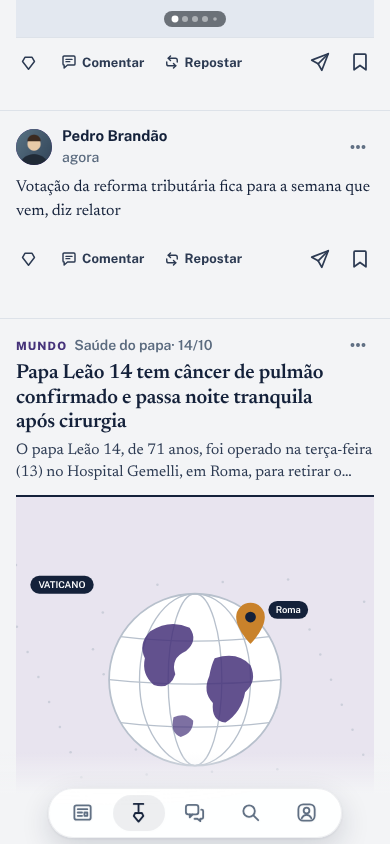 Comentar
Repostar
Pedro Brandão
agora
Votação da reforma tributária fica para a semana que
vem, diz relator
Comentar
Repostar
MUNDO Saúde do papa· 14/10
Papa Leão 14 tem câncer de pulmão
confirmado e passa noite tranquila
após cirurgia
O papa Leão 14, de 71 anos, foi operado na terça-feira
(13) no Hospital Gemelli, em Roma, para retirar o...
VATICANO
Roma